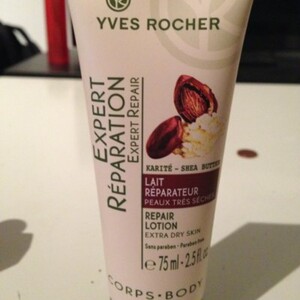 YVES ROCHER
EXPERT
RÉPARATION
EXPERT REPAIR
KARITÉ - SHEA BUTTER
LAIT
RÉPARATEUR
PEAUX TRÈS SÈCHES
REPAIR
LOTION
EXTRA DRY SKIN
Sans paraben - Paraben free
e 75 ml - 2.5 fl. oz
CORPS • BODY